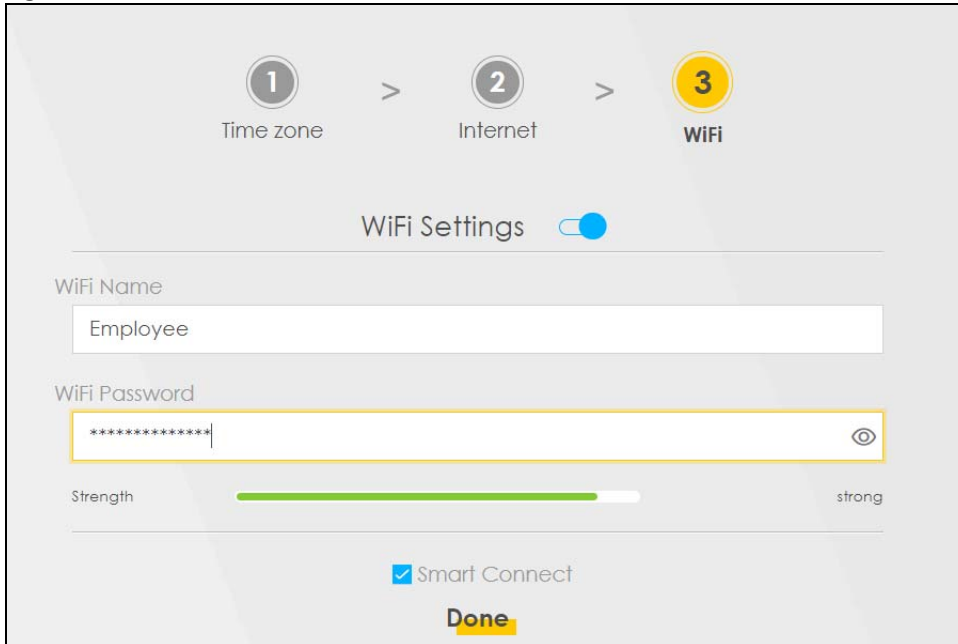 1 > 2 > 3
Time zone Internet WiFi
WiFi Settings
WiFi Name
Employee
WiFi Password
**************
Strength strong
Smart Connect
Done